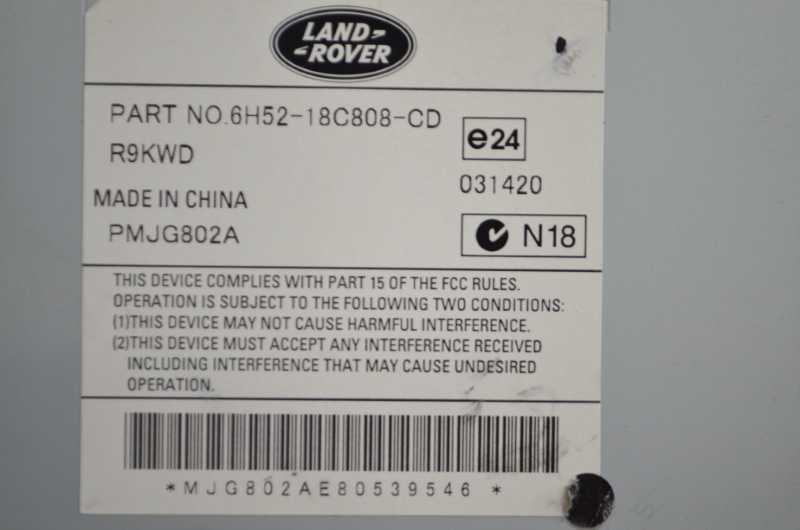 LAND-
-ROVER
PART NO.6H52-18C808-CD
e24
R9KWD
031420
MADE IN CHINA
PMJG802A
N18
THIS DEVICE COMPLIES WITH PART 15 OF THE FCC RULES.
OPERATION IS SUBJECT TO THE FOLLOWING TWO CONDITIONS:
(1)THIS DEVICE MAY NOT CAUSE HARMFUL INTERFERENCE.
(2)THIS DEVICE MUST ACCEPT ANY INTERFERENCE RECEIVED
INCLUDING INTERFERENCE THAT MAY CAUSE UNDESIRED
OPERATION.
*MJG802AE80539546*